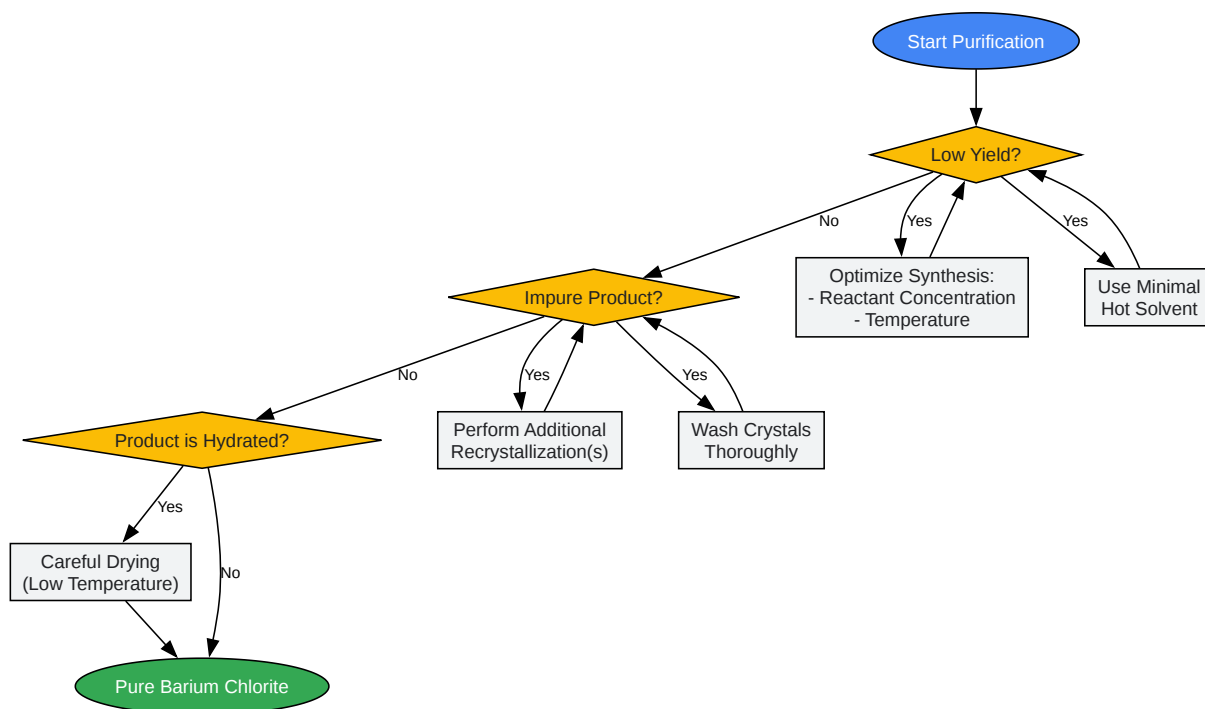 Start Purification
Low Yield?
No
Yes
Yes
Optimize Synthesis:
- Reactant Concentration
- Temperature
Use Minimal
Hot Solvent
Impure Product?
No
Yes
Yes
Perform Additional
Recrystallization(s)
Wash Crystals
Thoroughly
Product is Hydrated?
Yes
No
Careful Drying
(Low Temperature)
Pure Barium Chlorite